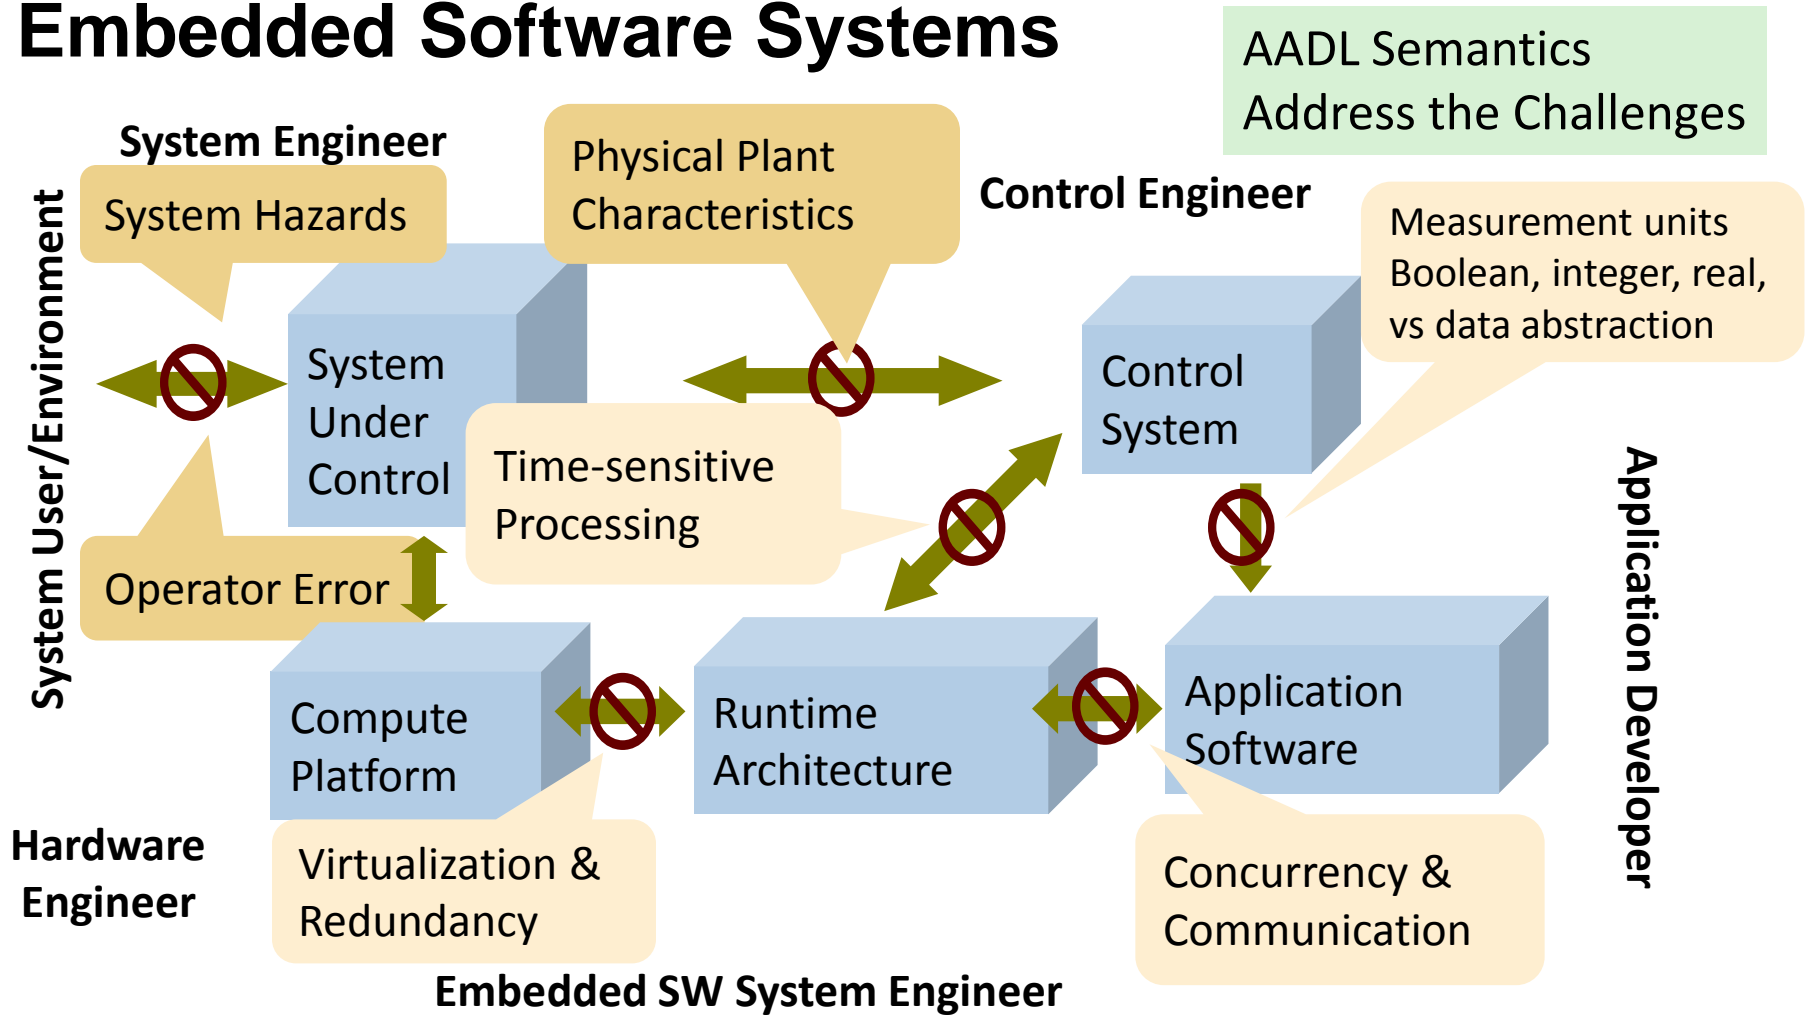 Embedded Software Systems
AADL Semantics
Address the Challenges
System Engineer
System Hazards
Physical Plant
Characteristics
Control Engineer
Measurement units
Boolean, integer, real,
vs data abstraction
System User/Environment
System
Under
Control
Control
System
Time-sensitive
Processing
Application Developer
Operator Error
Compute
Platform
Runtime
Architecture
Application
Software
Hardware
Engineer
Virtualization &
Redundancy
Concurrency &
Communication
Embedded SW System Engineer